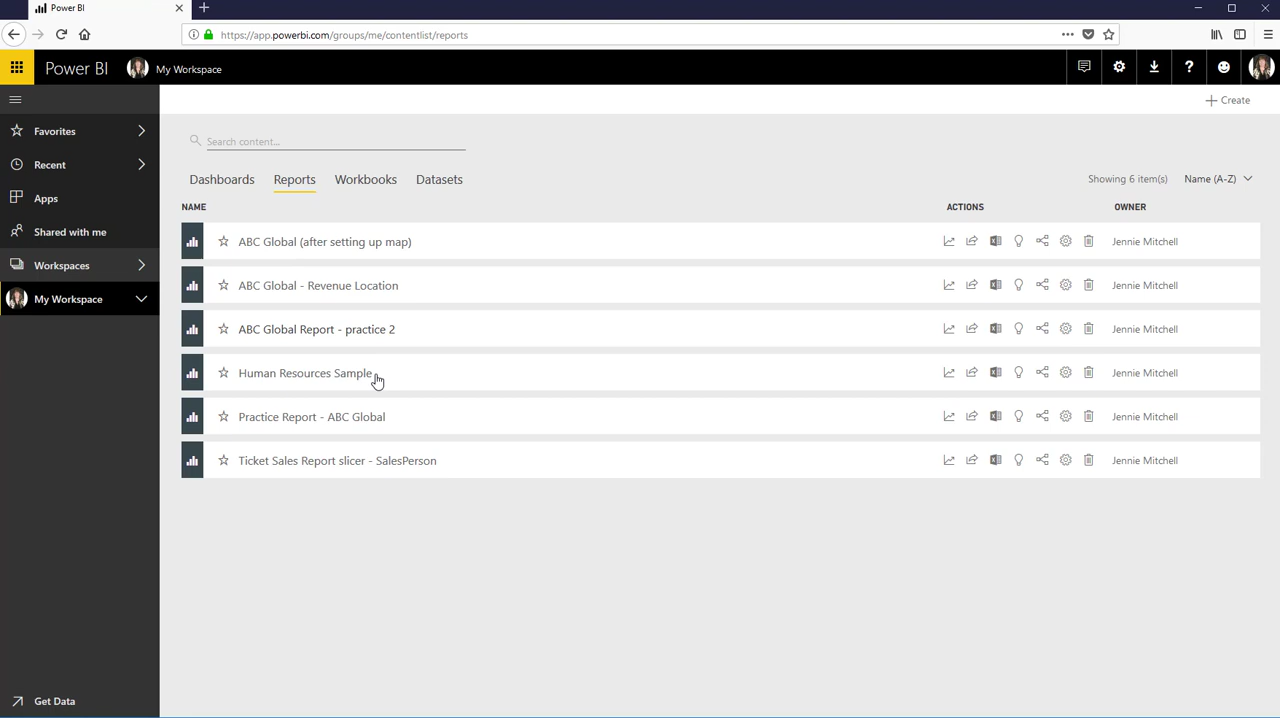 Power BI
https://app.powerbi.com/groups/me/contentlist/reports
Power BI My Workspace
Create
Favorites
Recent
Apps
Shared with me
Workspaces
My Workspace
Get Data
Search content...
Dashboards Reports Workbooks Datasets Showing 6 item(s) Name (A-Z)
NAME ACTIONS OWNER
ABC Global (after setting up map) Jennie Mitchell
ABC Global - Revenue Location Jennie Mitchell
ABC Global Report - practice 2 Jennie Mitchell
Human Resources Sample Jennie Mitchell
Practice Report - ABC Global Jennie Mitchell
Ticket Sales Report slicer - SalesPerson Jennie Mitchell